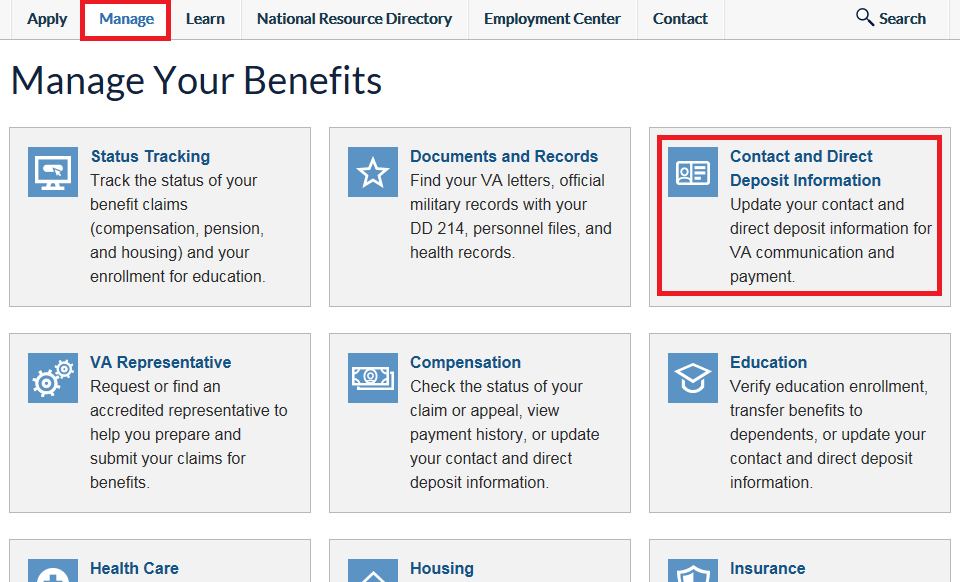 Apply Manage Learn National Resource Directory Employment Center Contact Search
Manage Your Benefits
Status Tracking
Track the status of your
benefit claims
(compensation, pension,
and housing) and your
enrollment for education.
Documents and Records
Find your VA letters, official
military records with your
DD 214, personnel files, and
health records.
Contact and Direct
Deposit Information
Update your contact and
direct deposit information for
VA communication and
payment.
VA Representative
Request or find an
accredited representative to
help you prepare and
submit your claims for
benefits.
Compensation
Check the status of your
claim or appeal, view
payment history, or update
your contact and direct
deposit information.
Education
Verify education enrollment,
transfer benefits to
dependents, or update your
contact and direct deposit
information.
Health Care
Housing
Insurance